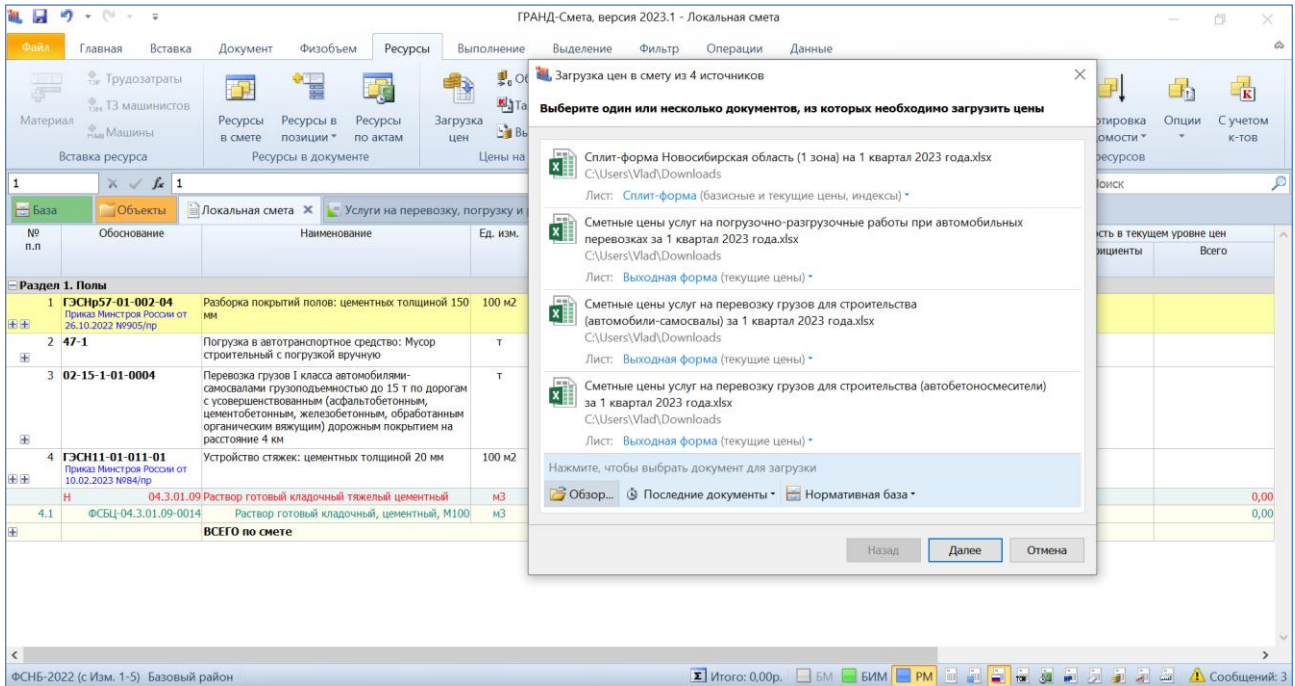 ГРАНД-Смета, версия 2023.1 - Локальная смета
Файл Главная Вставка Документ Физобъем Ресурсы Выполнение Выделение Фильтр Операции Данные
Материал
Трудозатраты
ТЗ машинистов
Машины
Вставка ресурса
Ресурсы в смете
Ресурсы в позиции
Ресурсы по актам
Ресурсы в документе
Загрузка цен
Цены на
Опции
С учетом к-тов
есурсов
1 fx 1
оиск
База Объекты Локальная смета Услуги на перевозку, погрузку и
№ п.п Обоснование Наименование Ед. изм. сть в текущем уровне цен
ициенты Всего
Раздел 1. Полы
1 ГЭСНр57-01-002-04 Разборка покрытий полов: цементных толщиной 150 100 м2
Приказ Минстроя России от мм
26.10.2022 №905/пр
2 47-1 Погрузка в автотранспортное средство: Мусор т
строительный с погрузкой вручную
3 02-15-1-01-0004 Перевозка грузов I класса автомобилями- т
самосвалами грузоподъемностью до 15 т по дорогам
с усовершенствованным (асфальтобетонным,
цементобетонным, железобетонным, обработанным
органическим вяжущим) дорожным покрытием на
расстояние 4 км
4 ГЭСН11-01-011-01 Устройство стяжек: цементных толщиной 20 мм 100 м2
Приказ Минстроя России от
10.02.2023 №84/пр
Н 04.3.01.09 Раствор готовый кладочный тяжелый цементный м3 0,00
4.1 ФСБЦ-04.3.01.09-0014 Раствор готовый кладочный, цементный, М100 м3 0,00
ВСЕГО по смете
Загрузка цен в смету из 4 источников
Выберите один или несколько документов, из которых необходимо загрузить цены
Сплит-форма Новосибирская область (1 зона) на 1 квартал 2023 года.xlsx
C:\Users\Vlad\Downloads
Лист: Сплит-форма (базисные и текущие цены, индексы)
Сметные цены услуг на погрузочно-разгрузочные работы при автомобильных
перевозках за 1 квартал 2023 года.xlsx
C:\Users\Vlad\Downloads
Лист: Выходная форма (текущие цены)
Сметные цены услуг на перевозку грузов для строительства
(автомобили-самосвалы) за 1 квартал 2023 года.xlsx
C:\Users\Vlad\Downloads
Лист: Выходная форма (текущие цены)
Сметные цены услуг на перевозку грузов для строительства (автобетоносмесители)
за 1 квартал 2023 года.xlsx
C:\Users\Vlad\Downloads
Лист: Выходная форма (текущие цены)
Нажмите, чтобы выбрать документ для загрузки
Обзор... Последние документы Нормативная база
Назад Далее Отмена
ФСНБ-2022 (с Изм. 1-5) Базовый район Итого: 0,00р. БМ БИМ РМ Сообщений: 3